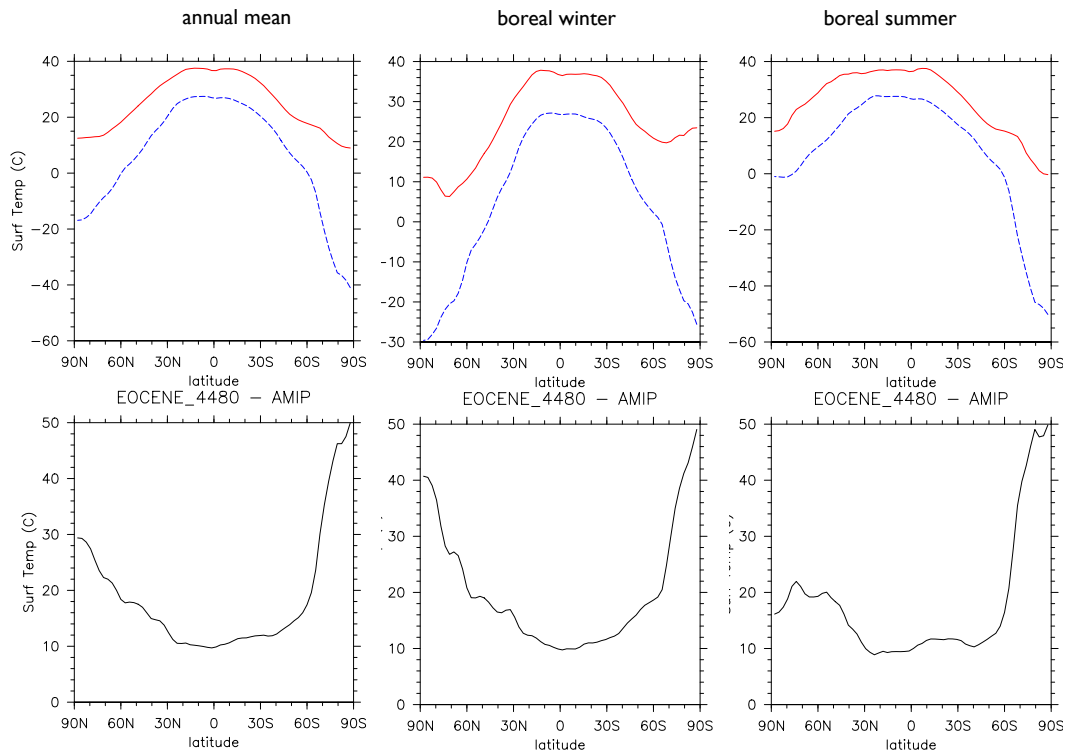 annual mean
boreal winter
boreal summer
40
20
0
−20
−40
−60
Surf Temp (C)
90N 60N 30N 0 30S 60S 90S
latitude
40
30
20
10
0
-10
-20
-30
90N 60N 30N 0 30S 60S 90S
latitude
40
20
0
−20
−40
−60
90N 60N 30N 0 30S 60S 90S
latitude
EOCENE_4480 − AMIP
50
40
30
20
10
0
Surf Temp (C)
90N 60N 30N 0 30S 60S 90S
latitude
EOCENE_4480 − AMIP
50
40
30
20
10
0
90N 60N 30N 0 30S 60S 90S
latitude
EOCENE_4480 − AMIP
50
40
30
20
10
0
90N 60N 30N 0 30S 60S 90S
latitude